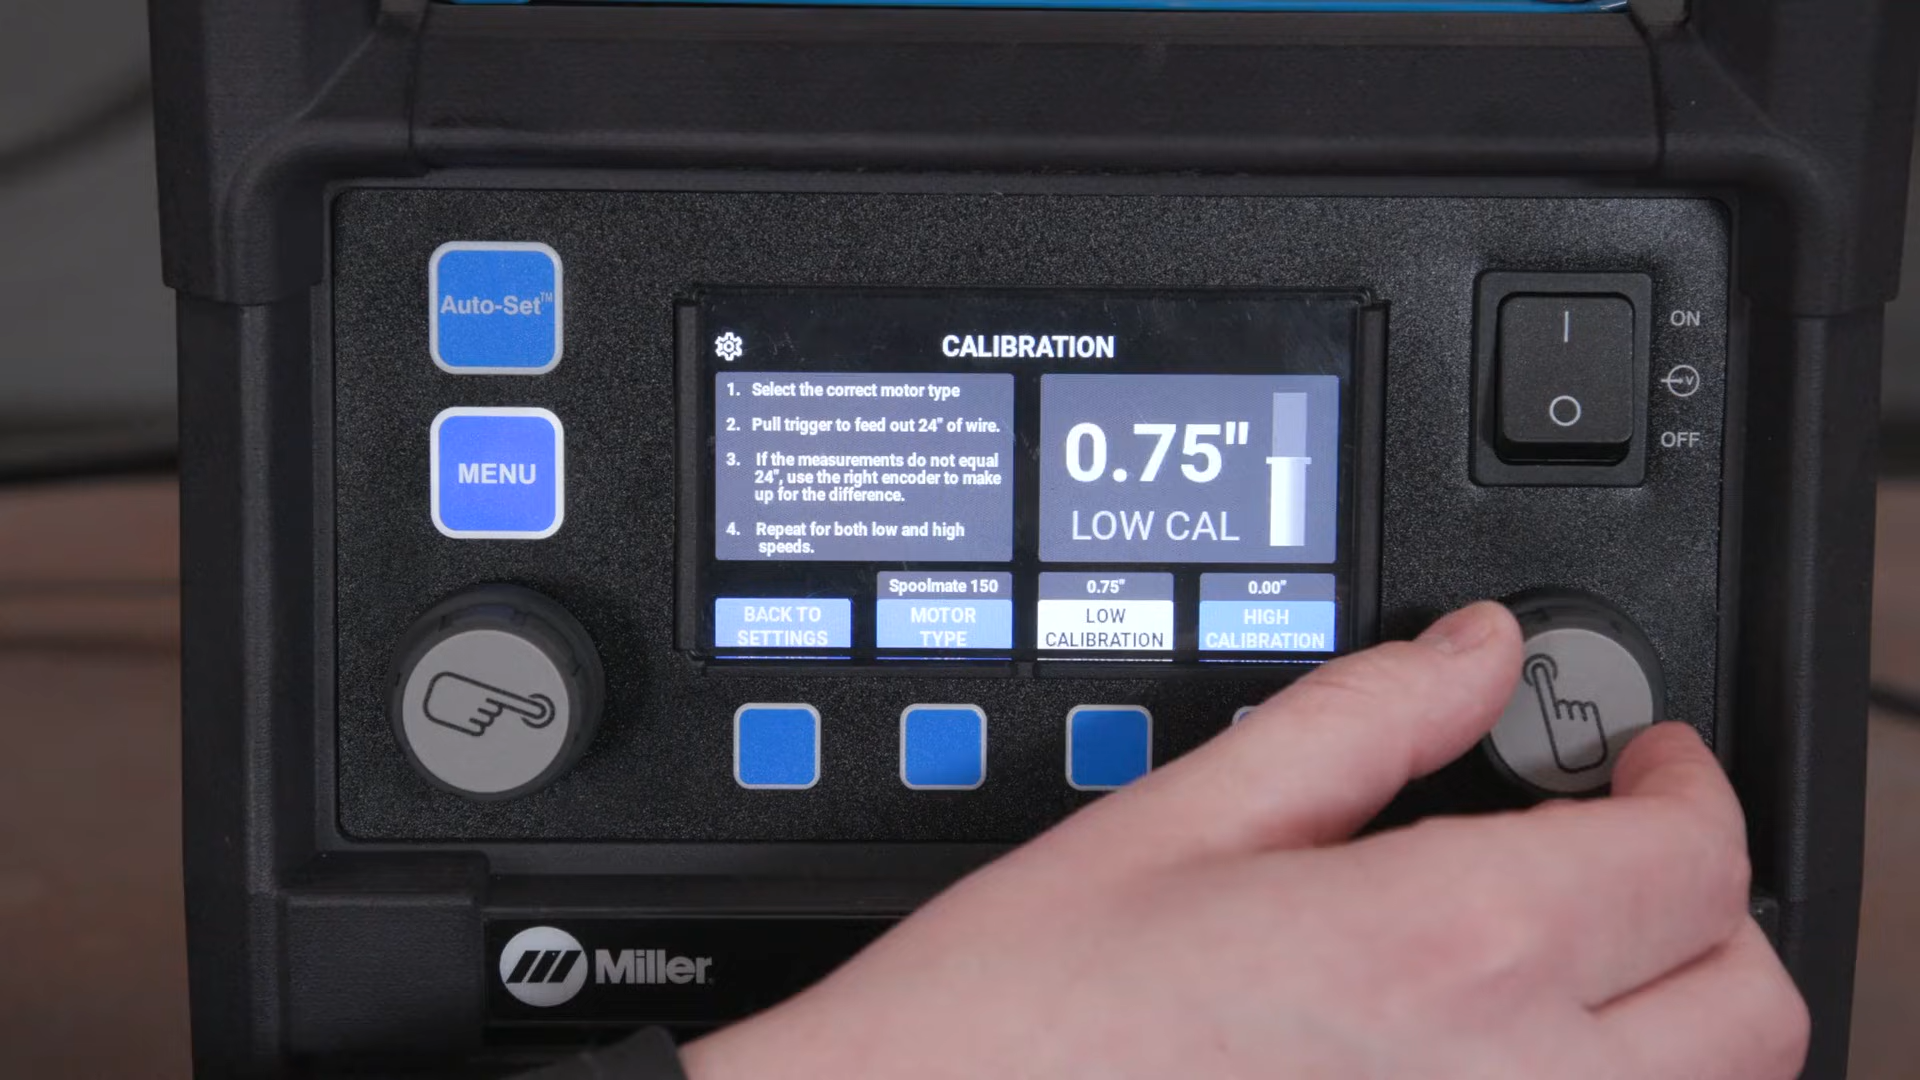 Auto-Set™
MENU
CALIBRATION
1. Select the correct motor type
2. Pull trigger to feed out 24" of wire.
3. If the measurements do not equal
24", use the right encoder to make
up for the difference.
4. Repeat for both low and high
speeds.
0.75"
LOW CAL
BACK TO
SETTINGS
Spoolmate 150
MOTOR
TYPE
0.75"
LOW
CALIBRATION
0.00"
HIGH
CALIBRATION
ON
V
OFF
Miller